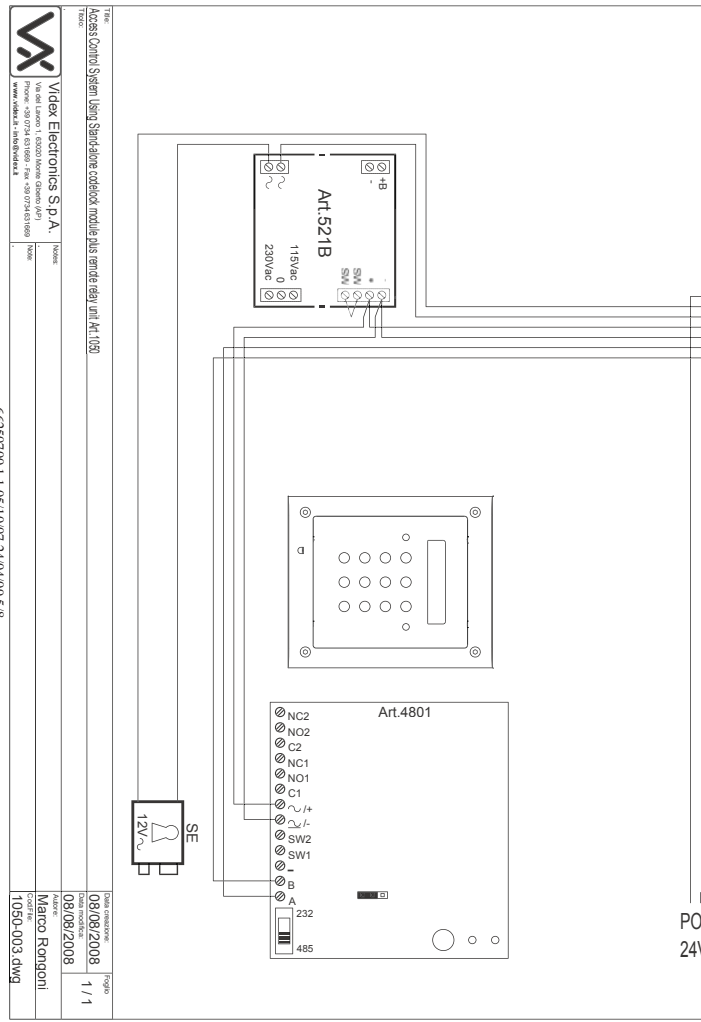 Title:
Access Control System Using Stand-alone codelock module plus remote relay unit Art.1050
Titolo:
.
Videx Electronics S.p.A.
Via del Lavoro 1, 63020 Monte Giberto (AP)
Phone: +39 0734 631669 - Fax +39 0734 631669
www.videx.it - info@videx.it
Notes:
.
Note:
.
Data creazione:
08/08/2008
Data modifica:
08/08/2008
Autore:
Marco Rongoni
Cod/File:
1050-003.dwg
Foglio
1 / 1
Art.521B
+B
-
115Vac
0
230Vac
SW
SW
+
-
Art.4801
NC2
NO2
C2
NC1
NO1
C1
~/+
/-
SW2
SW1
–
B
A
232
485
SE
12V~
PO
24V